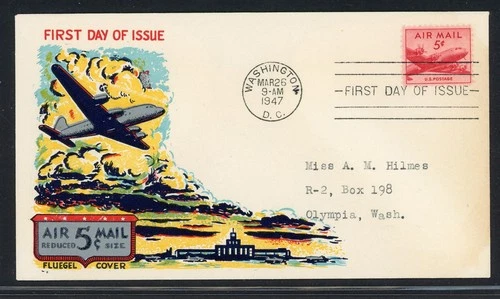 FIRST DAY OF ISSUE
AIR MAIL
5¢
U.S. POSTAGE
WASHINGTON
MAR 26
9-AM
1947
D. C.
FIRST DAY OF ISSUE
Miss A. M. Hilmes
R-2, Box 198
Olympia, Wash.
AIR 5¢ MAIL
REDUCED SIZE
FLUEGEL COVER